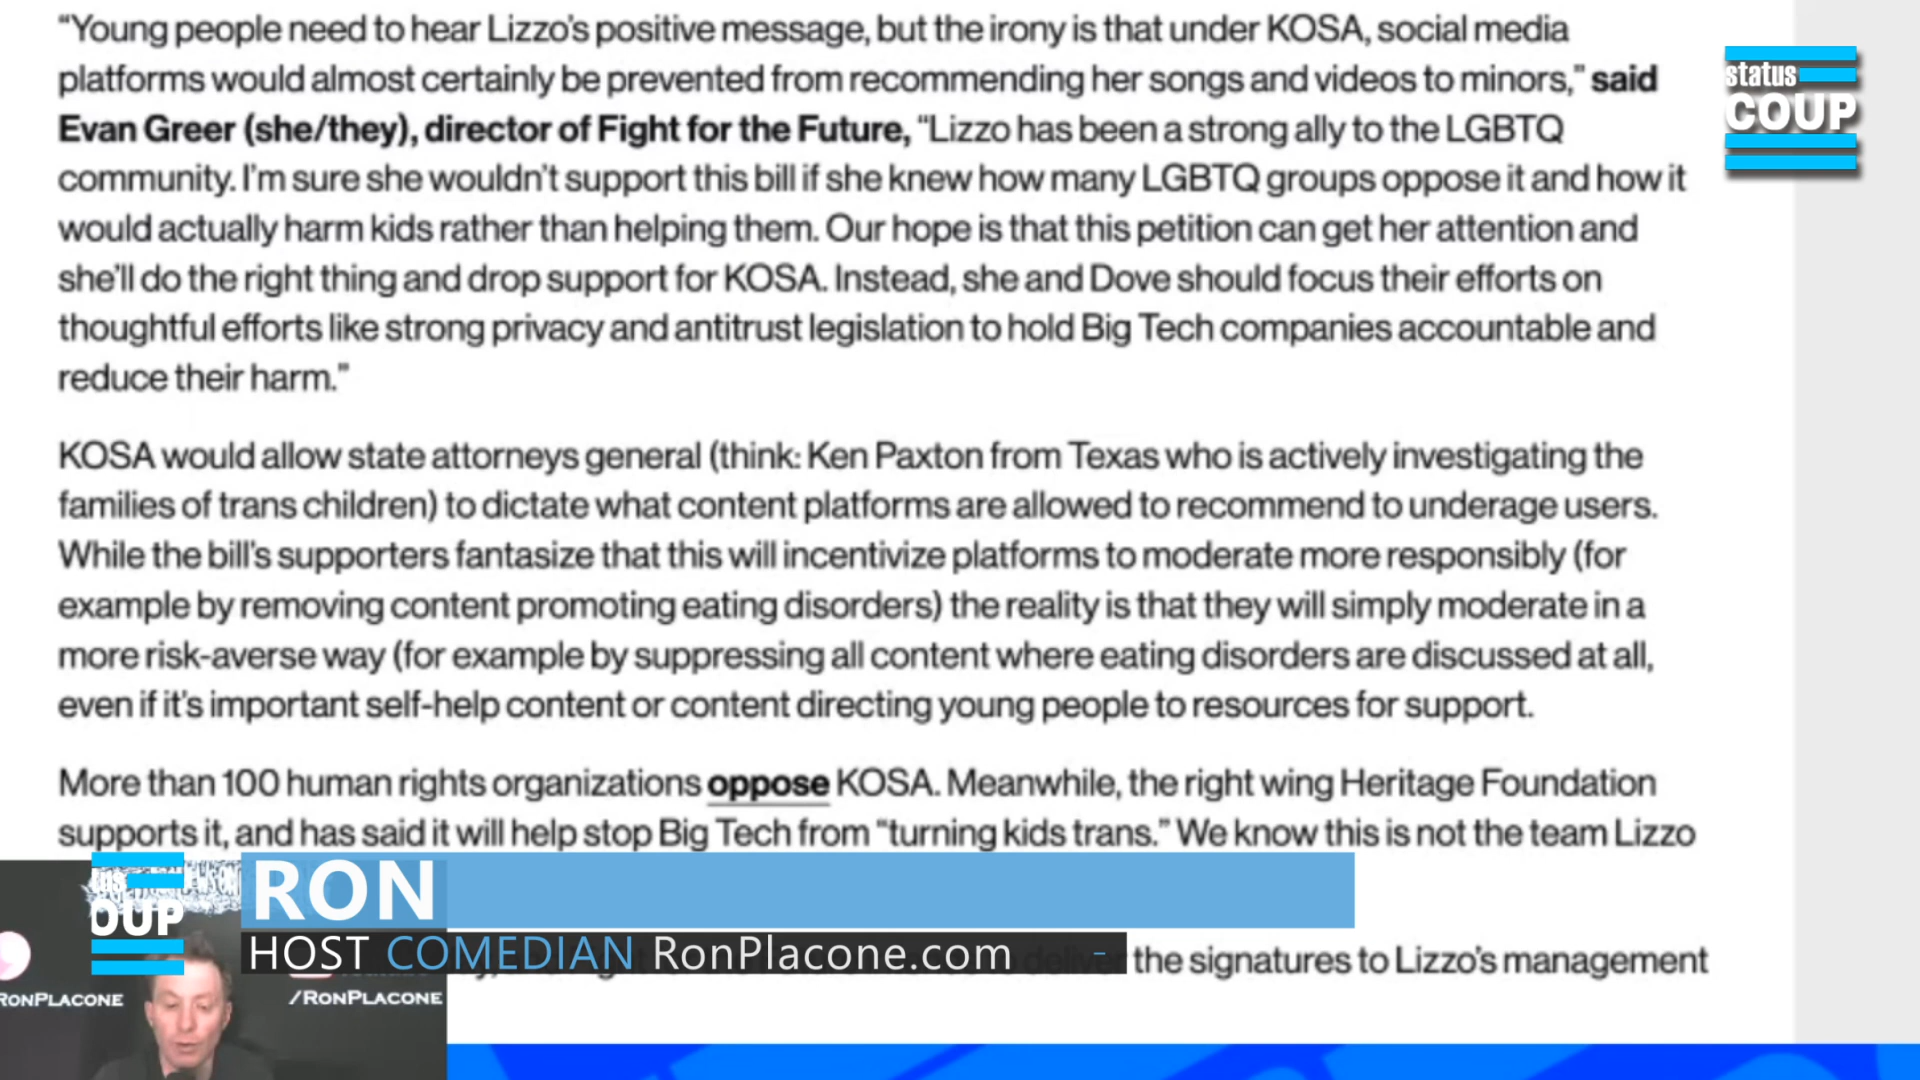 “Young people need to hear Lizzo’s positive message, but the irony is that under KOSA, social media
platforms would almost certainly be prevented from recommending her songs and videos to minors,” said
Evan Greer (she/they), director of Fight for the Future, “Lizzo has been a strong ally to the LGBTQ
community. I’m sure she wouldn’t support this bill if she knew how many LGBTQ groups oppose it and how it
would actually harm kids rather than helping them. Our hope is that this petition can get her attention and
she’ll do the right thing and drop support for KOSA. Instead, she and Dove should focus their efforts on
thoughtful efforts like strong privacy and antitrust legislation to hold Big Tech companies accountable and
reduce their harm.”
status
COUP
KOSA would allow state attorneys general (think: Ken Paxton from Texas who is actively investigating the
families of trans children) to dictate what content platforms are allowed to recommend to underage users.
While the bill’s supporters fantasize that this will incentivize platforms to moderate more responsibly (for
example by removing content promoting eating disorders) the reality is that they will simply moderate in a
more risk-averse way (for example by suppressing all content where eating disorders are discussed at all,
even if it’s important self-help content or content directing young people to resources for support.
More than 100 human rights organizations oppose KOSA. Meanwhile, the right wing Heritage Foundation
supports it, and has said it will help stop Big Tech from “turning kids trans.” We know this is not the team Lizzo
OUP
RON
HOST COMEDIAN RonPlacone.com -
deliver the signatures to Lizzo’s management
RONPLACONE
/RONPLACONE